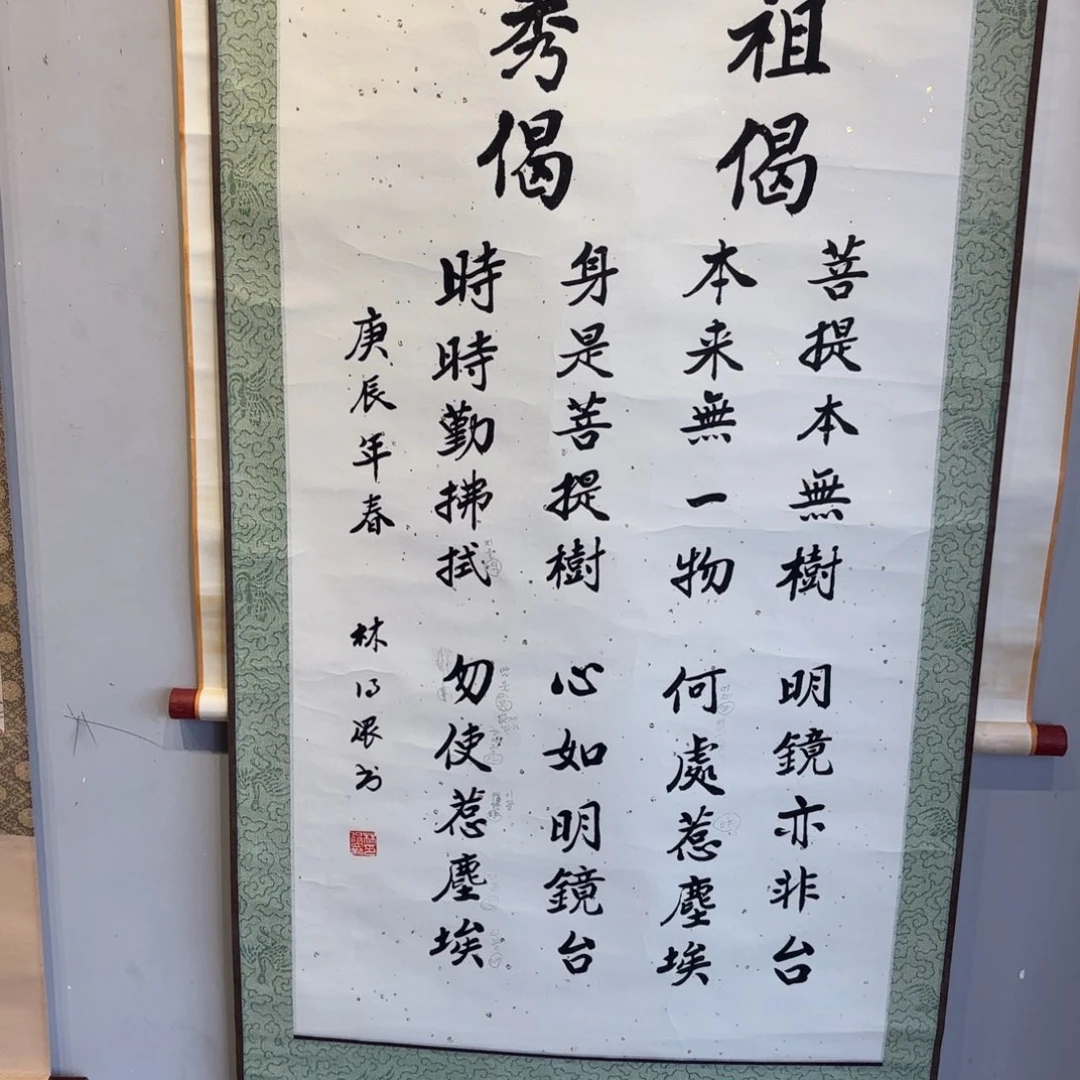 祖偈
菩提本無樹 明鏡亦非台
本来無一物 何處惹塵埃
秀偈
身是菩提樹 心如明鏡台
時時勤拂拭 勿使惹塵埃
庚辰年春 林